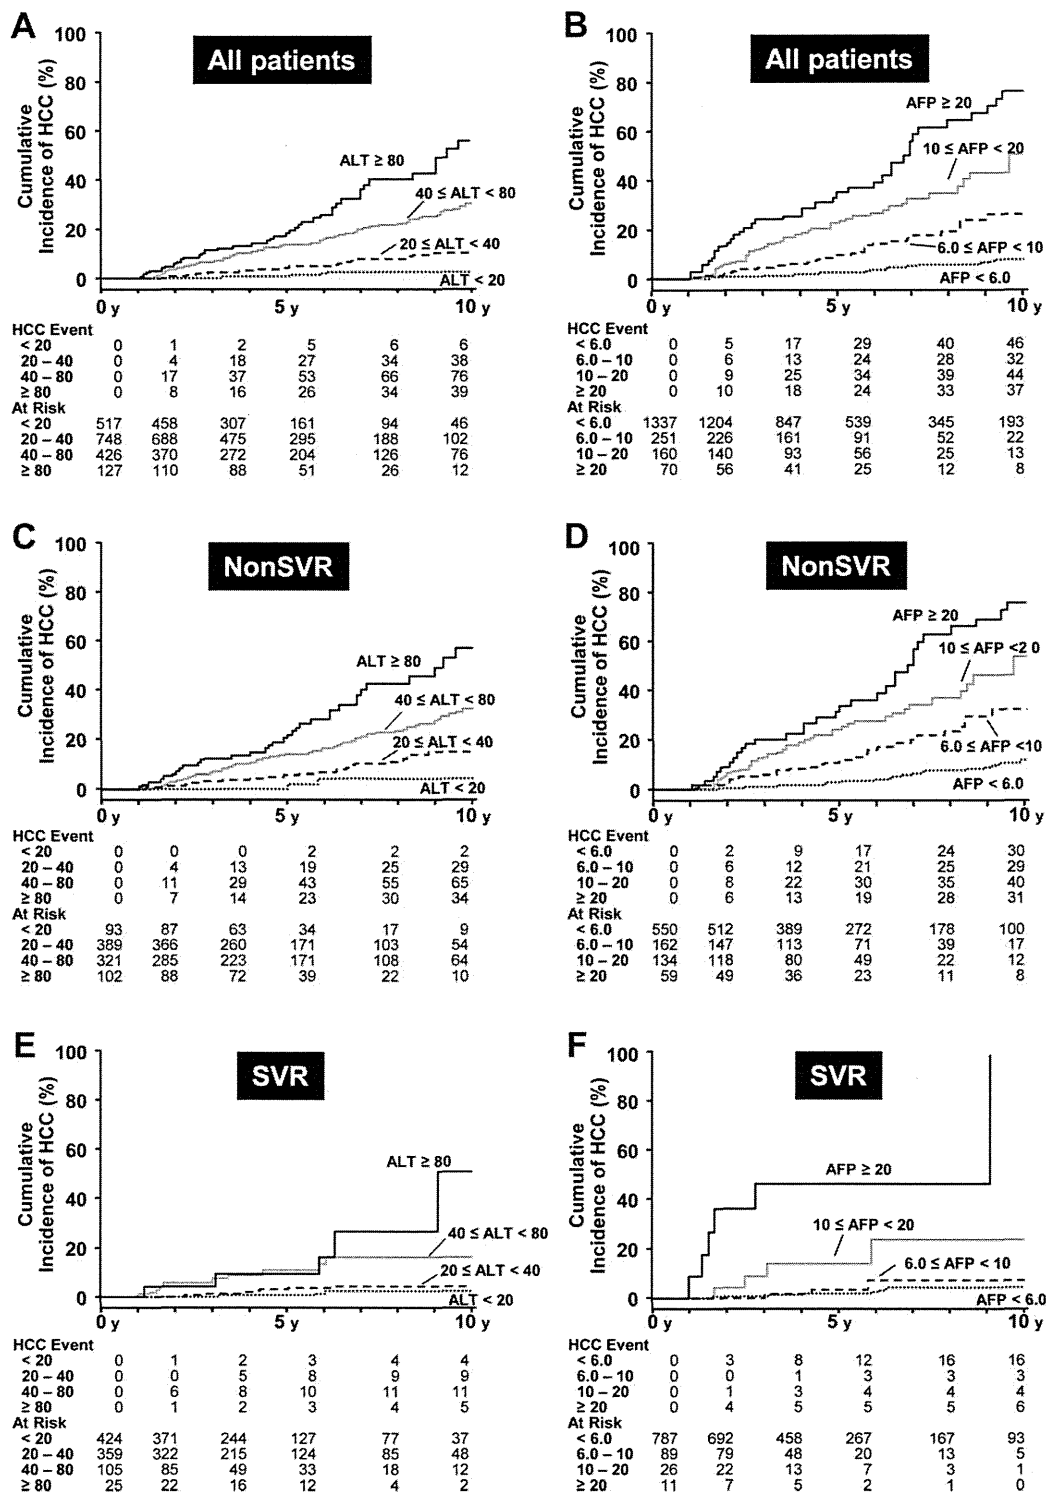 A
All patients
Cumulative
Incidence of HCC (%)
100
80
60
40
20
0
ALT ≥ 80
40 ≤ ALT < 80
20 ≤ ALT < 40
ALT < 20
0 y 5 y 10 y
HCC Event
< 20 0 1 2 5 6 6
20 – 40 0 4 18 27 34 38
40 – 80 0 17 37 53 66 76
≥ 80 0 8 16 26 34 39
At Risk
< 20 517 458 307 161 94 46
20 – 40 748 688 475 295 188 102
40 – 80 426 370 272 204 126 76
≥ 80 127 110 88 51 26 12
B
All patients
Cumulative
Incidence of HCC (%)
100
80
60
40
20
0
AFP ≥ 20
10 ≤ AFP < 20
6.0 ≤ AFP < 10
AFP < 6.0
0 y 5 y 10 y
HCC Event
< 6.0 0 5 17 29 40 46
6.0 – 10 0 6 13 24 28 32
10 – 20 0 9 25 34 39 44
≥ 20 0 10 18 24 33 37
At Risk
< 6.0 1337 1204 847 539 345 193
6.0 – 10 251 226 161 91 52 22
10 – 20 160 140 93 56 25 13
≥ 20 70 56 41 25 12 8
C
NonSVR
Cumulative
Incidence of HCC (%)
100
80
60
40
20
0
ALT ≥ 80
40 ≤ ALT < 80
20 ≤ ALT < 40
ALT < 20
0 y 5 y 10 y
HCC Event
< 20 0 0 0 2 2 2
20 – 40 0 4 13 19 25 29
40 – 80 0 11 29 43 55 65
≥ 80 0 7 14 23 30 34
At Risk
< 20 93 87 63 34 17 9
20 – 40 389 366 260 171 103 54
40 – 80 321 285 223 171 108 64
≥ 80 102 88 72 39 22 10
D
NonSVR
Cumulative
Incidence of HCC (%)
100
80
60
40
20
0
AFP ≥ 20
10 ≤ AFP <2 0
6.0 ≤ AFP <10
AFP < 6.0
0 y 5 y 10 y
HCC Event
< 6.0 0 2 9 17 24 30
6.0 – 10 0 6 12 21 25 29
10 – 20 0 8 22 30 35 40
≥ 20 0 6 13 19 28 31
At Risk
< 6.0 550 512 389 272 178 100
6.0 – 10 162 147 113 71 39 17
10 – 20 134 118 80 49 22 12
≥ 20 59 49 36 23 11 8
E
SVR
Cumulative
Incidence of HCC (%)
100
80
60
40
20
0
ALT ≥ 80
40 ≤ ALT < 80
20 ≤ ALT < 40
ALT < 20
0 y 5 y 10 y
HCC Event
< 20 0 1 2 3 4 4
20 – 40 0 0 5 8 9 9
40 – 80 0 6 8 10 11 11
≥ 80 0 1 2 3 4 5
At Risk
< 20 424 371 244 127 77 37
20 – 40 359 322 215 124 85 48
40 – 80 105 85 49 33 18 12
≥ 80 25 22 16 12 4 2
F
SVR
Cumulative
Incidence of HCC (%)
100
80
60
40
20
0
AFP ≥ 20
10 ≤ AFP < 20
6.0 ≤ AFP < 10
AFP < 6.0
0 y 5 y 10 y
HCC Event
< 6.0 0 3 8 12 16 16
6.0 – 10 0 0 1 3 3 3
10 – 20 0 1 3 4 4 4
≥ 20 0 4 5 5 5 6
At Risk
< 6.0 787 692 458 267 167 93
6.0 – 10 89 79 48 20 13 5
10 – 20 26 22 13 7 3 1
≥ 20 11 7 5 2 1 0